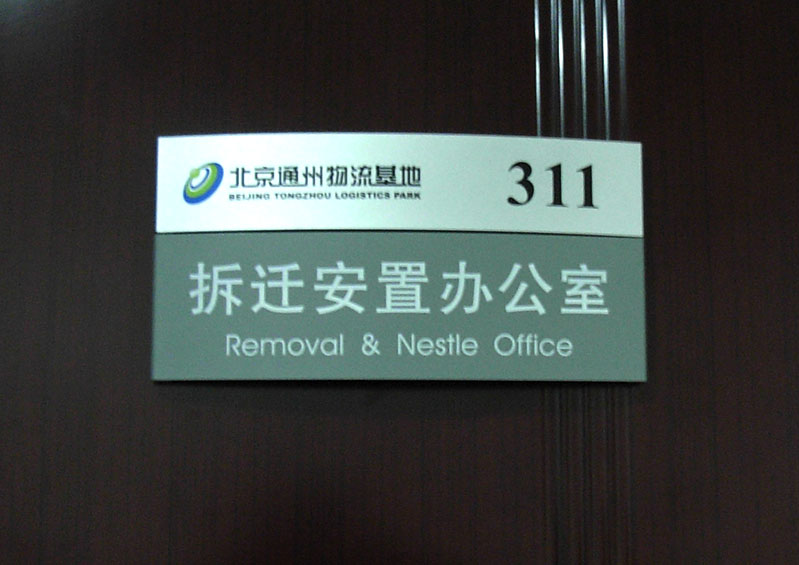 北京通州物流基地
BEIJING TONGZHOU LOGISTICS PARK
311
拆迁安置办公室
Removal & Nestle Office